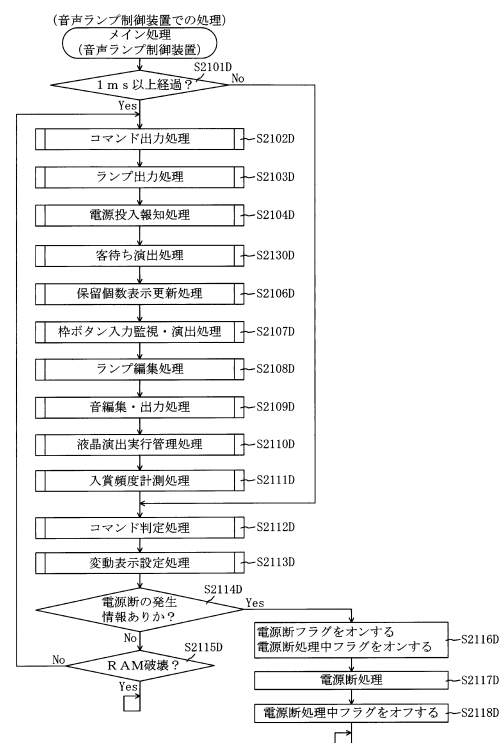 (音声ランプ制御装置での処理)
メイン処理
(音声ランプ制御装置)
S2101D
1ms以上経過?
No
Yes
コマンド出力処理 S2102D
ランプ出力処理 S2103D
電源投入報知処理 S2104D
客待ち演出処理 S2130D
保留個数表示更新処理 S2106D
枠ボタン入力監視・演出処理 S2107D
ランプ編集処理 S2108D
音編集・出力処理 S2109D
液晶演出実行管理処理 S2110D
入賞頻度計測処理 S2111D
コマンド判定処理 S2112D
変動表示設定処理 S2113D
S2114D
電源断の発生
情報ありか?
Yes
No
電源断フラグをオンする
電源断処理中フラグをオンする
S2116D
S2115D
RAM破壊?
No
Yes
電源断処理 S2117D
電源断処理中フラグをオフする S2118D